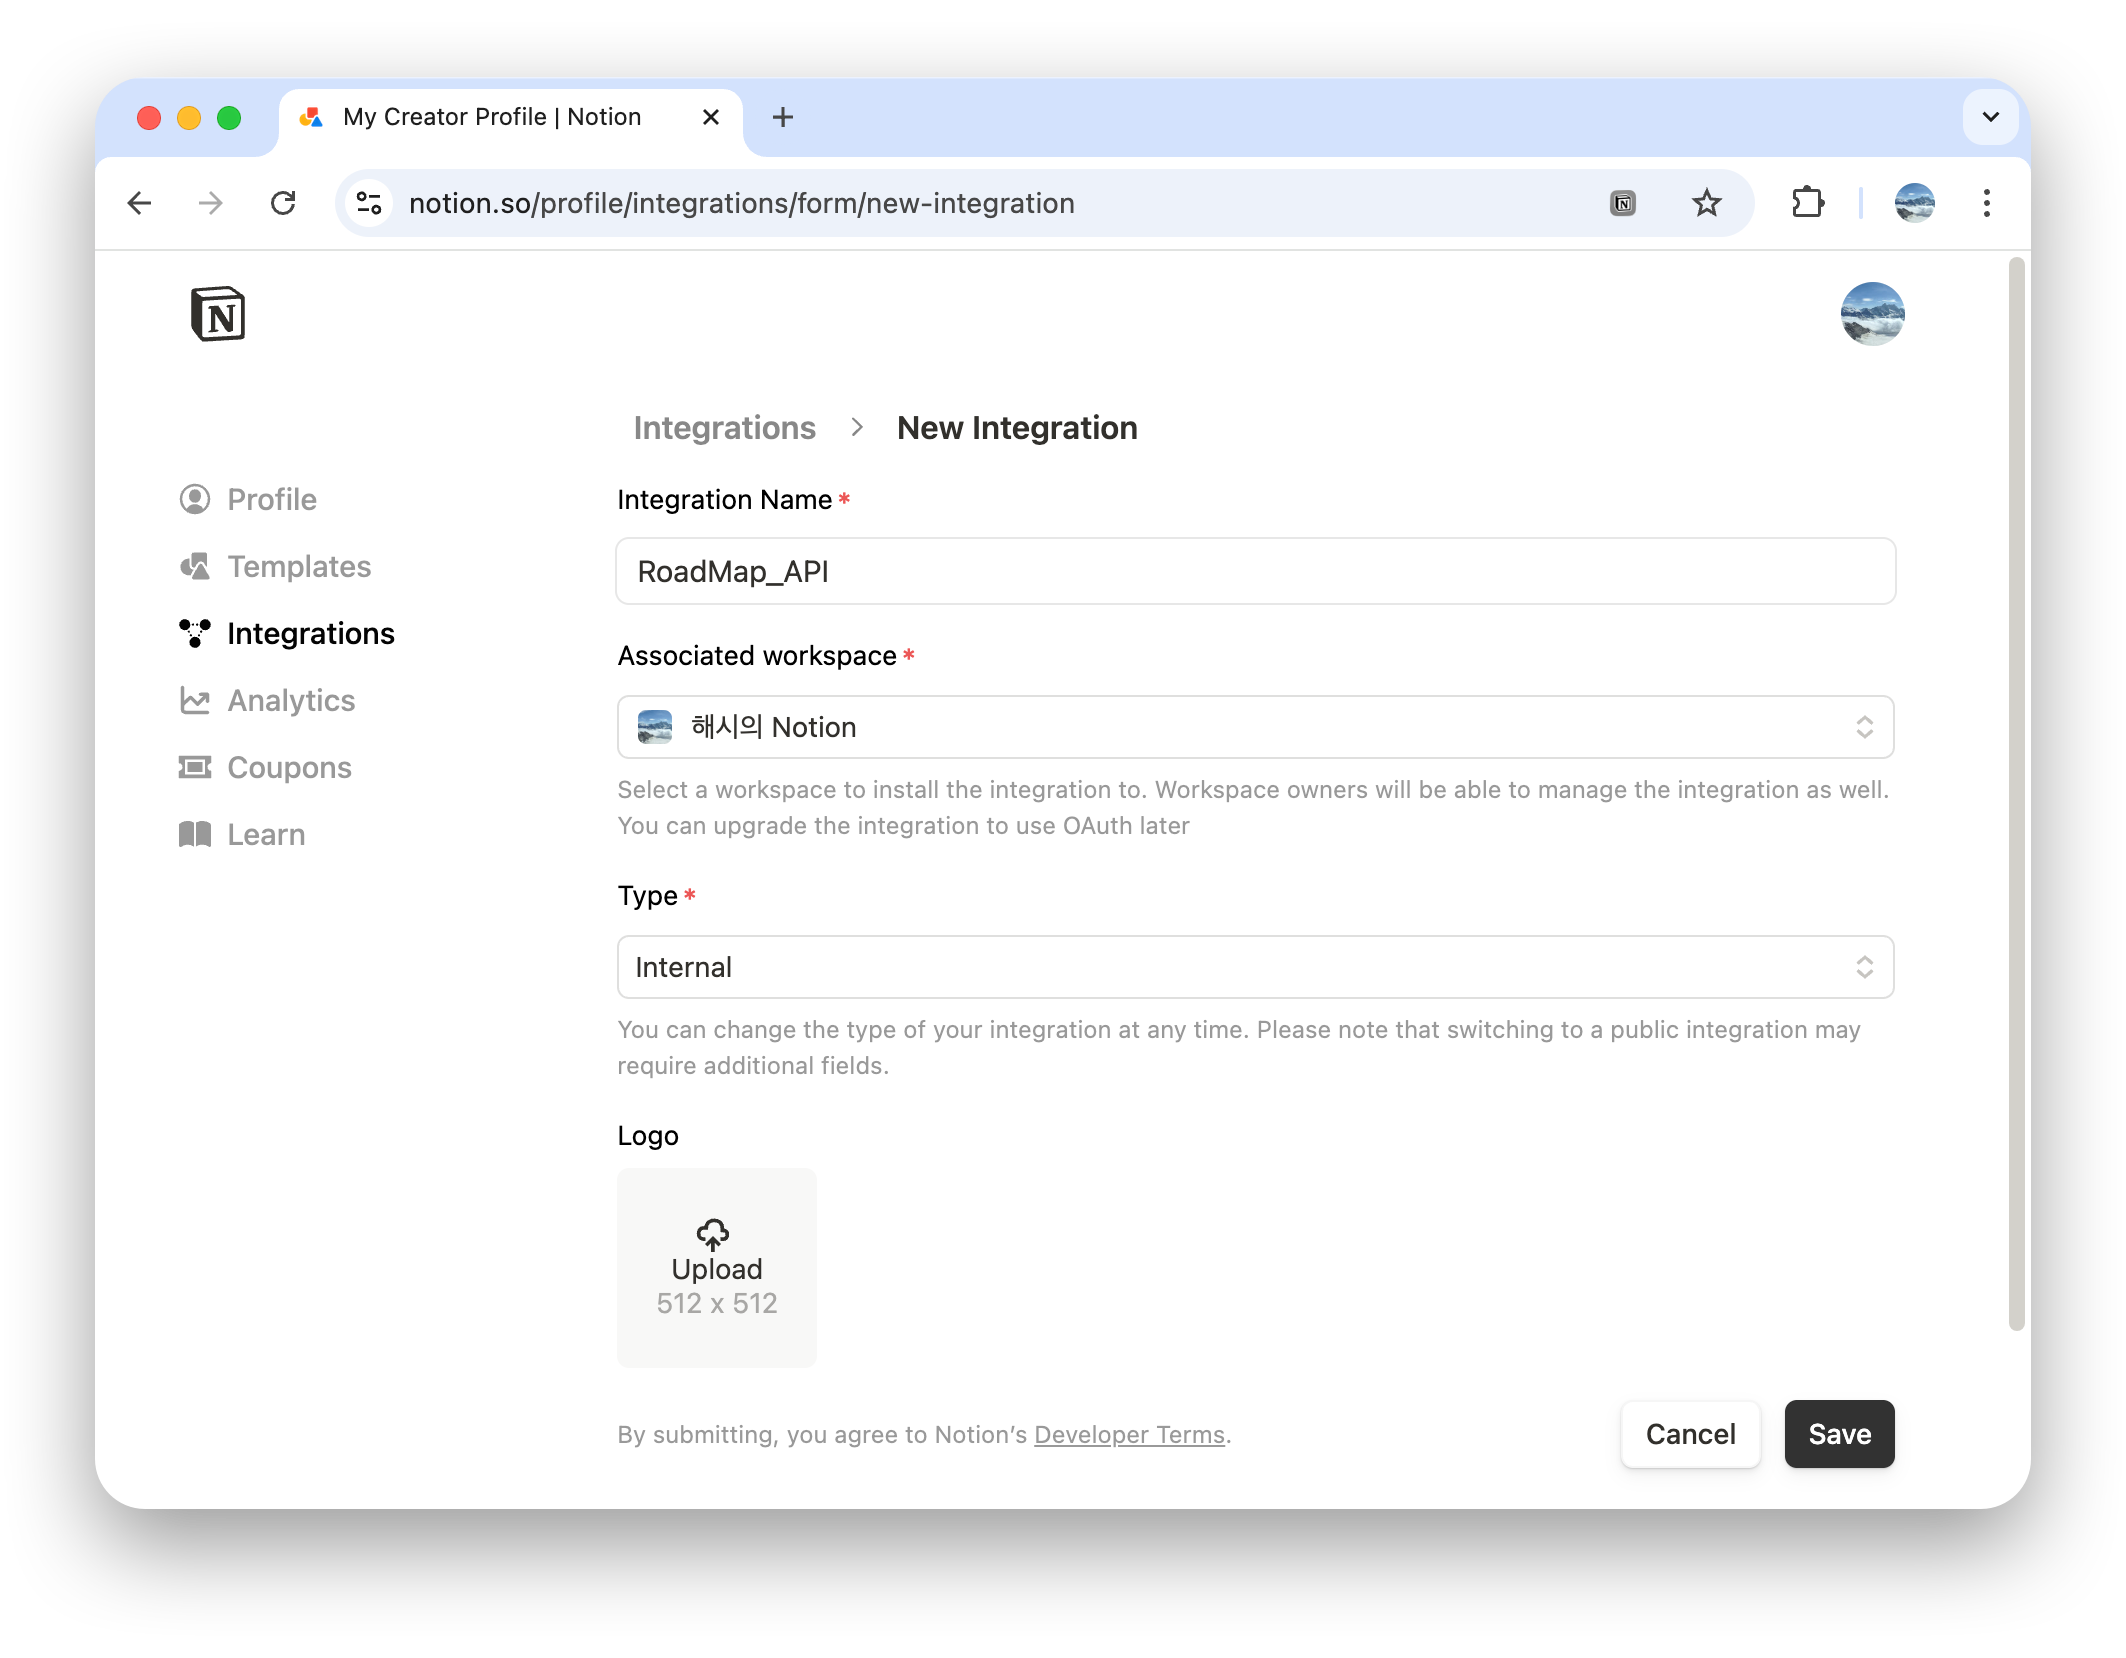 My Creator Profile | Notion
notion.so/profile/integrations/form/new-integration
N
N
Integrations
New Integration
Profile
Templates
Integrations
Analytics
Coupons
Learn
Integration Name *
RoadMap_API
Associated workspace *
해시의 Notion
Select a workspace to install the integration to. Workspace owners will be able to manage the integration as well.
You can upgrade the integration to use OAuth later
Type *
Internal
You can change the type of your integration at any time. Please note that switching to a public integration may
require additional fields.
Logo
Upload
512 x 512
By submitting, you agree to Notion’s Developer Terms.
Cancel
Save